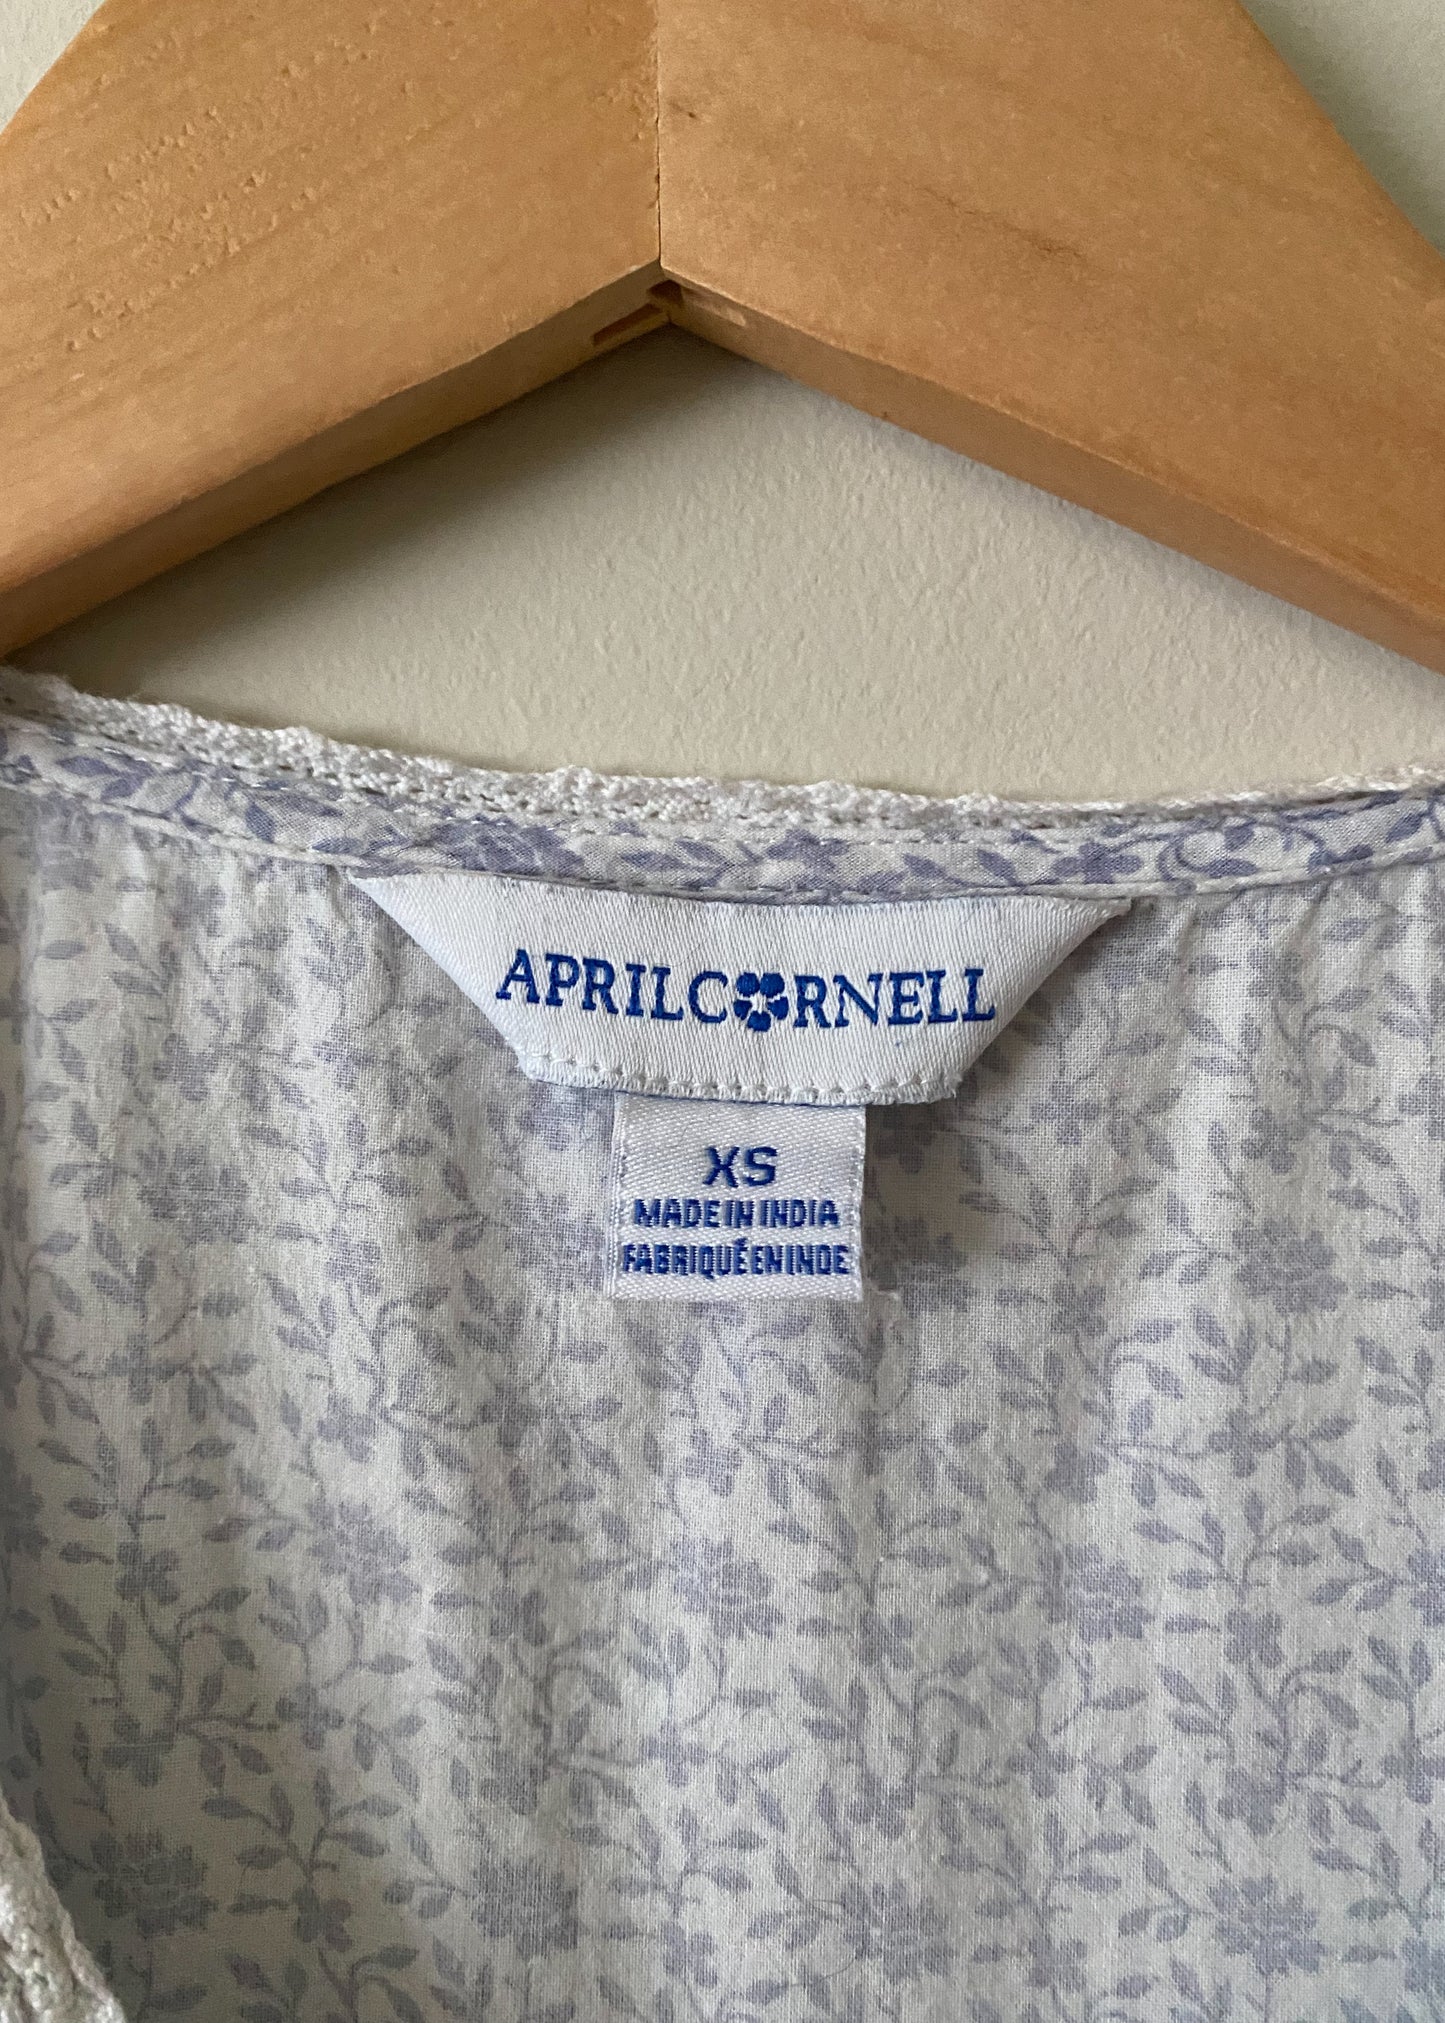 APRILCORNELL
XS
MADE IN INDIA
FABRIQUÉ EN INDE